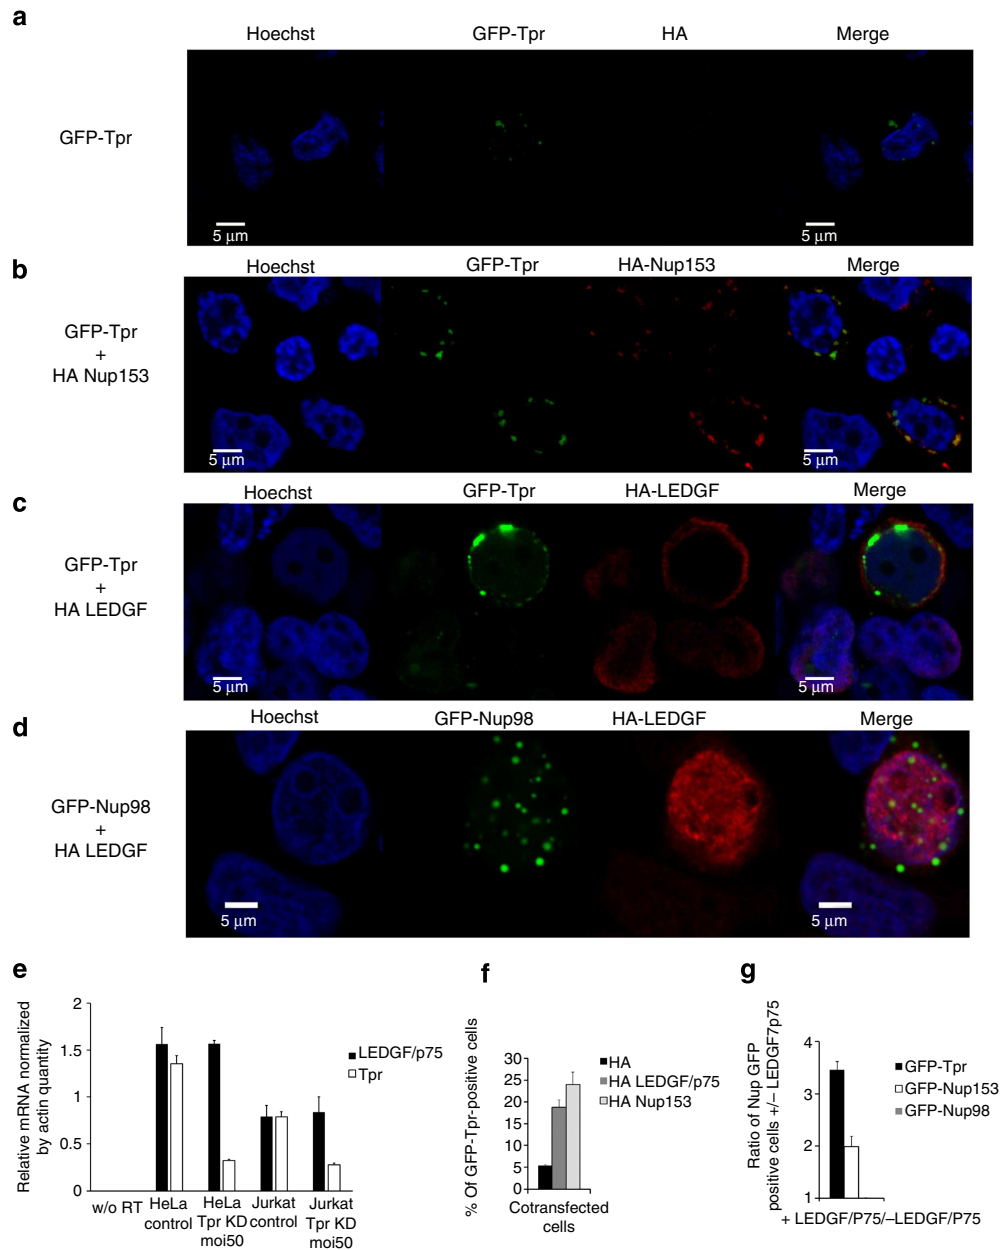 a
Hoechst GFP-Tpr HA Merge
GFP-Tpr
5 μm 5 μm
b
Hoechst GFP-Tpr HA-Nup153 Merge
GFP-Tpr
+
HA Nup153
5 μm 5 μm
c
Hoechst GFP-Tpr HA-LEDGF Merge
GFP-Tpr
+
HA LEDGF
5 μm 5 μm
d
Hoechst GFP-Nup98 HA-LEDGF Merge
GFP-Nup98
+
HA LEDGF
5 μm 5 μm
e
Relative mRNA normalized
by actin quantity
2
1.5
1
0.5
0
LEDGF/p75
Tpr
w/o RT
HeLa
control
HeLa
Tpr KD
moi50
Jurkat
control
Jurkat
Tpr KD
moi50
f
% Of GFP-Tpr-positive cells
30
25
20
15
10
5
0
HA
HA LEDGF/p75
HA Nup153
Cotransfected
cells
g
Ratio of Nup GFP
positive cells +/– LEDGF7p75
4
3
2
1
GFP-Tpr
GFP-Nup153
GFP-Nup98
+ LEDGF/P75/–LEDGF/P75